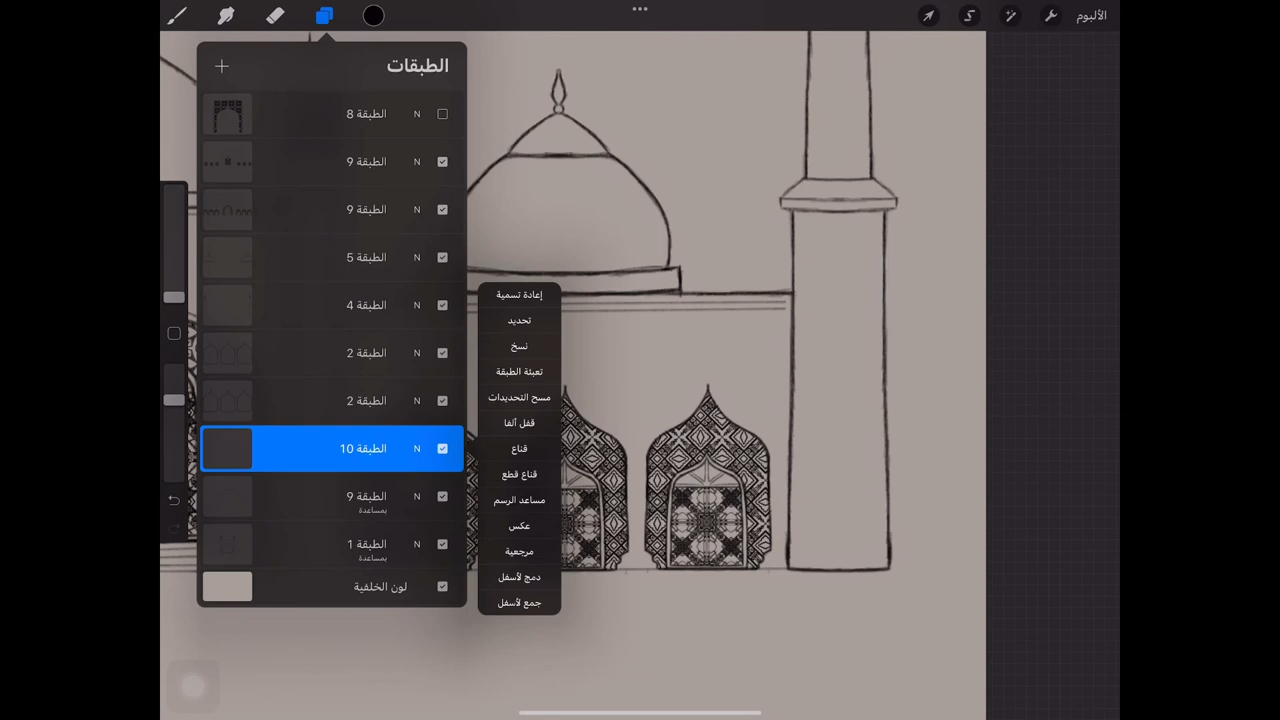 الألبوم
الطبقات
الطبقة 8 N
الطبقة 9 N
الطبقة 9 N
الطبقة 5 N
الطبقة 4 N
الطبقة 2 N
الطبقة 2 N
الطبقة 10 N
الطبقة 9 N
بمساعدة
الطبقة 1 N
بمساعدة
لون الخلفية
إعادة تسمية
تحديد
نسخ
تعبئة الطبقة
مسح التحديدات
قفل ألفا
قناع
قناع قطع
مساعد الرسم
عكس
مرجعية
دمج لأسفل
جمع لأسفل